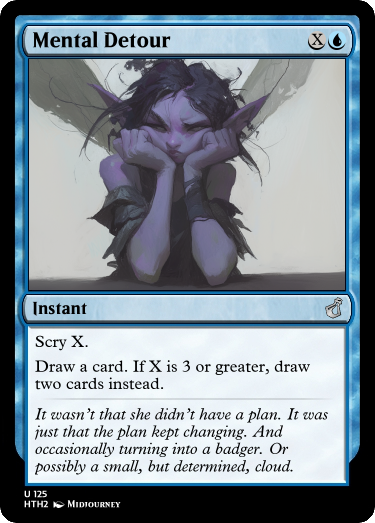 Mental Detour X
Instant
Scry X.
Draw a card. If X is 3 or greater, draw
two cards instead.
It wasn't that she didn't have a plan. It was
just that the plan kept changing. And
occasionally turning into a badger. Or
possibly a small, but determined, cloud.
U 125
HTH2 Midjourney